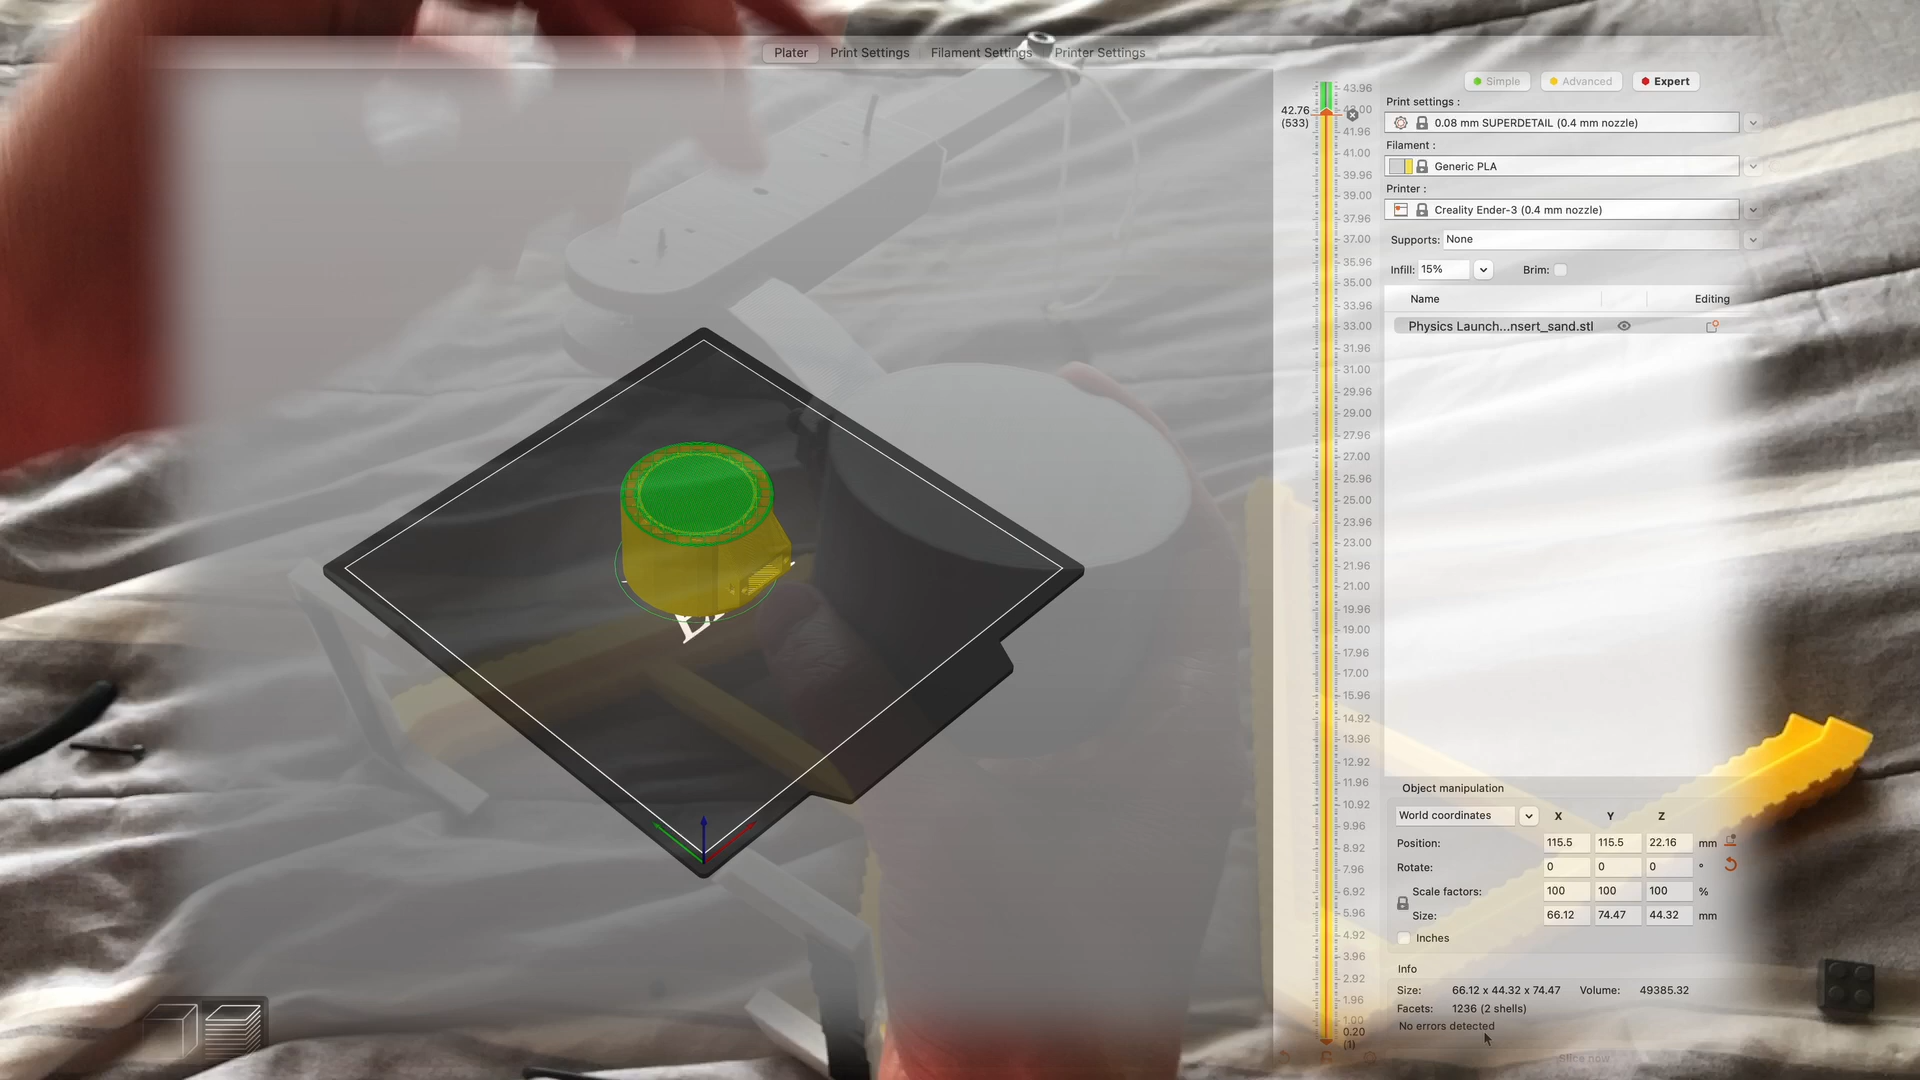 Plater Print Settings Filament Settings Printer Settings
Simple Advanced Expert
Print settings :
0.08 mm SUPERDETAIL (0.4 mm nozzle)
Filament :
Generic PLA
Printer :
Creality Ender-3 (0.4 mm nozzle)
Supports: None
Infill: 15% Brim:
Name Editing
Physics Launch...nsert_sand.stl
42.76
(533)
43.96
41.96
41.00
39.96
39.00
37.96
37.00
35.96
35.00
33.96
33.00
31.96
31.00
29.96
29.00
27.96
27.00
25.96
25.00
23.96
23.00
21.96
21.00
19.96
19.00
17.96
17.00
15.96
14.92
13.96
12.92
11.96
10.92
9.96
8.92
7.96
6.92
5.96
4.92
3.96
2.92
1.96
1.00
0.20
(1)
Object manipulation
World coordinates X Y Z
Position: 115.5 115.5 22.16 mm
Rotate: 0 0 0 °
Scale factors: 100 100 100 %
Size: 66.12 74.47 44.32 mm
Inches
Info
Size: 66.12 x 44.32 x 74.47 Volume: 49385.32
Facets: 1236 (2 shells)
No errors detected
Slice now